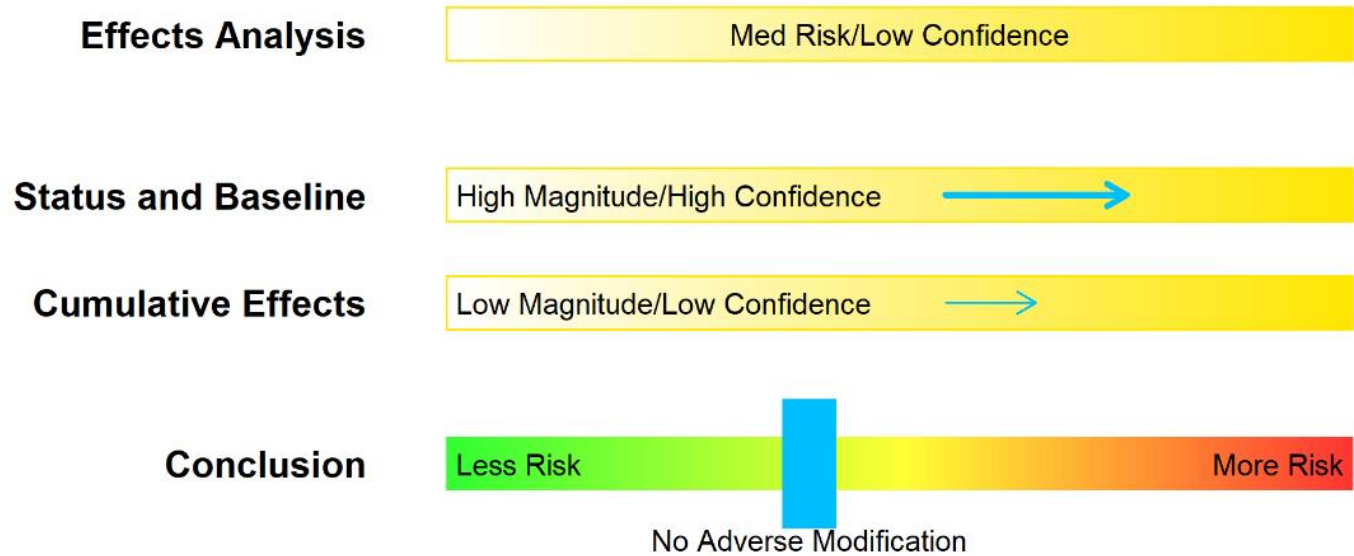 Effects Analysis
Med Risk/Low Confidence
Status and Baseline
High Magnitude/High Confidence
Cumulative Effects
Low Magnitude/Low Confidence
Conclusion
Less Risk
More Risk
No Adverse Modification